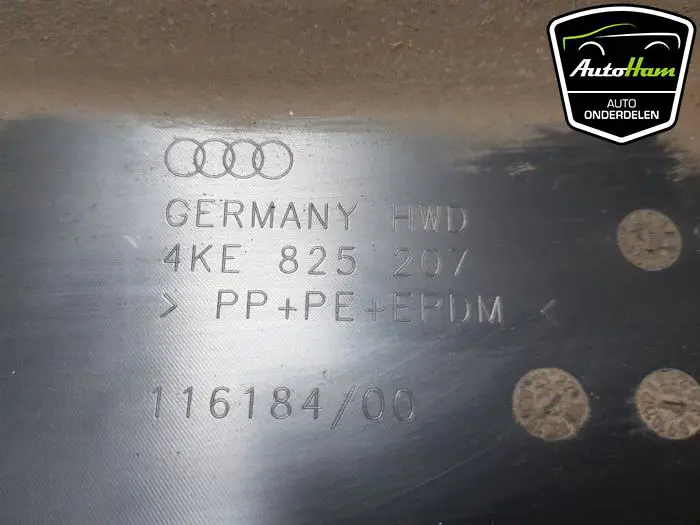 AutoHam
AUTO
ONDERDELEN
GERMANY HWD
4KE 825 207
> PP+PE+EPDM <
116184/00